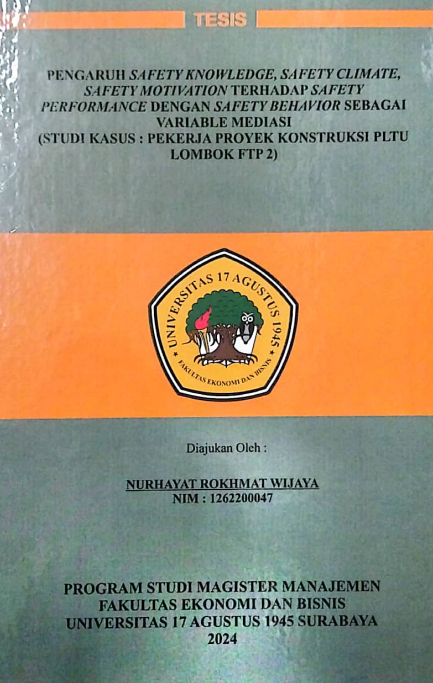 TESIS
PENGARUH SAFETY KNOWLEDGE, SAFETY CLIMATE,
SAFETY MOTIVATION TERHADAP SAFETY
PERFORMANCE DENGAN SAFETY BEHAVIOR SEBAGAI
VARIABLE MEDIASI
(STUDI KASUS : PEKERJA PROYEK KONSTRUKSI PLTU
LOMBOK FTP 2)
UNIVERSITAS 17 AGUSTUS 1945
FAKULTAS EKONOMI DAN BISNIS
Diajukan Oleh :
NURHAYAT ROKHMAT WIJAYA
NIM : 1262200047
PROGRAM STUDI MAGISTER MANAJEMEN
FAKULTAS EKONOMI DAN BISNIS
UNIVERSITAS 17 AGUSTUS 1945 SURABAYA
2024